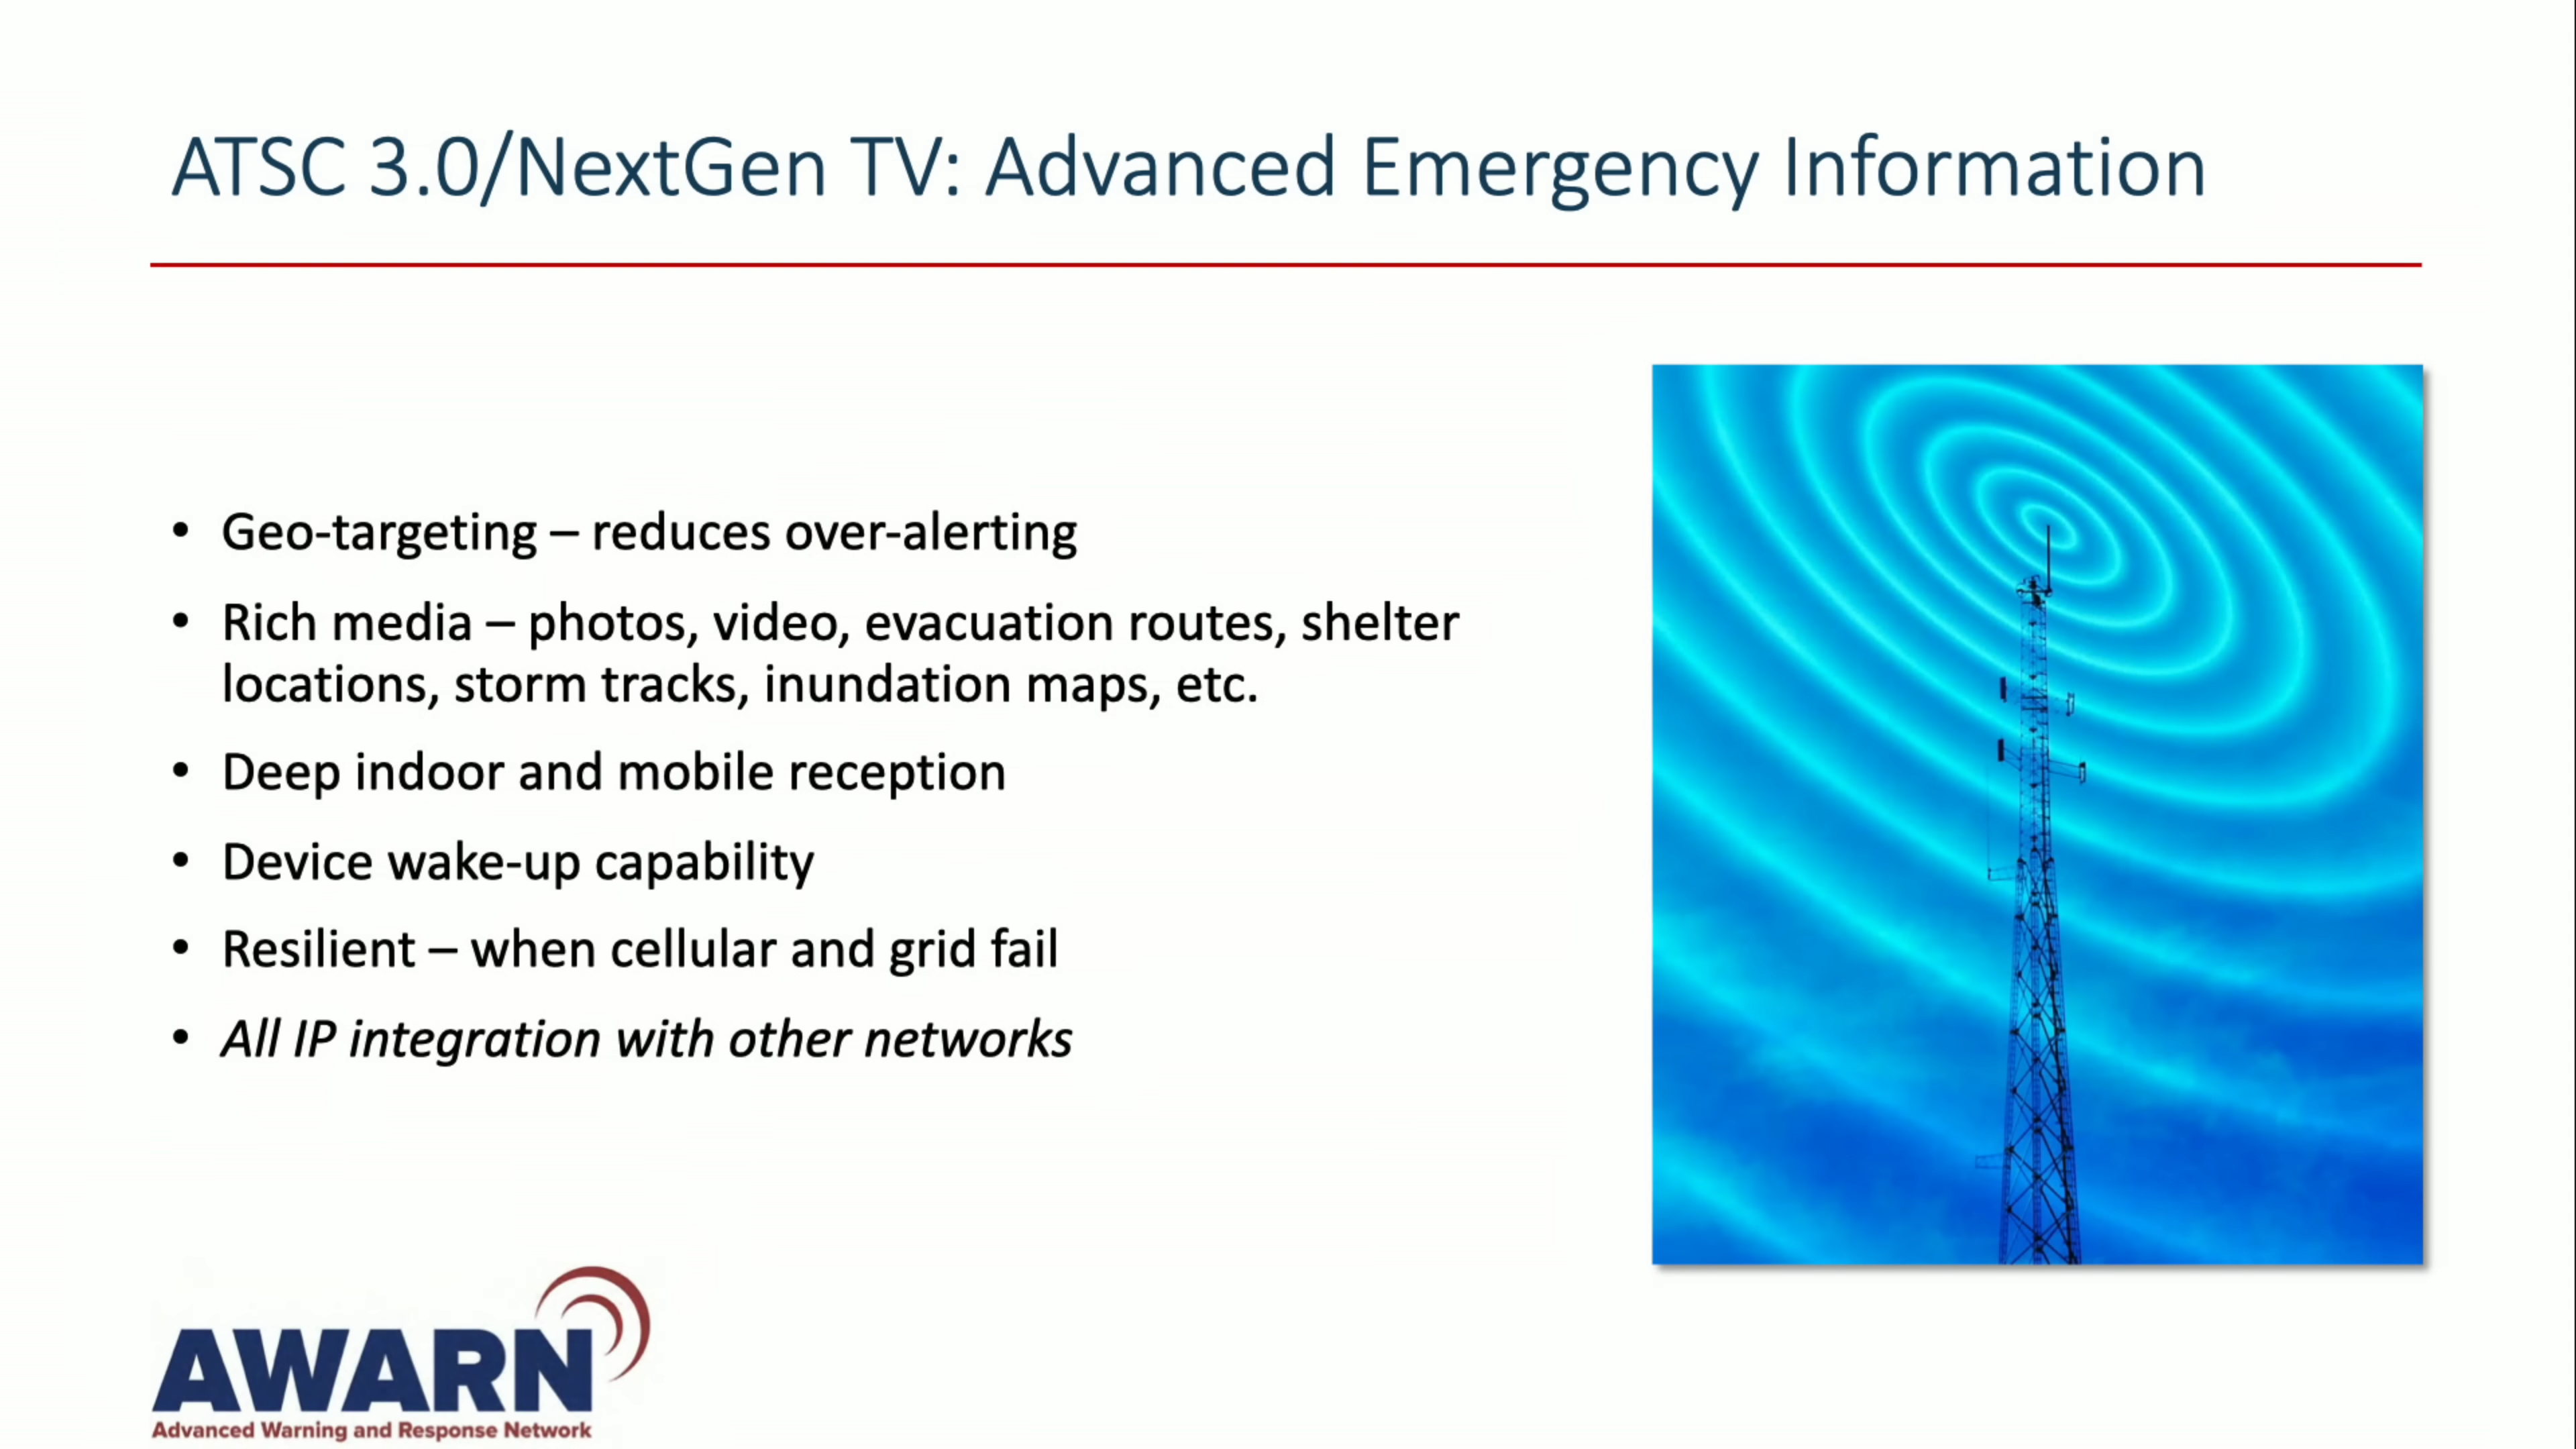 ATSC 3.0/NextGen TV: Advanced Emergency Information
• Geo-targeting – reduces over-alerting
• Rich media – photos, video, evacuation routes, shelter
locations, storm tracks, inundation maps, etc.
• Deep indoor and mobile reception
• Device wake-up capability
• Resilient – when cellular and grid fail
• All IP integration with other networks
AWARN
Advanced Warning and Response Network